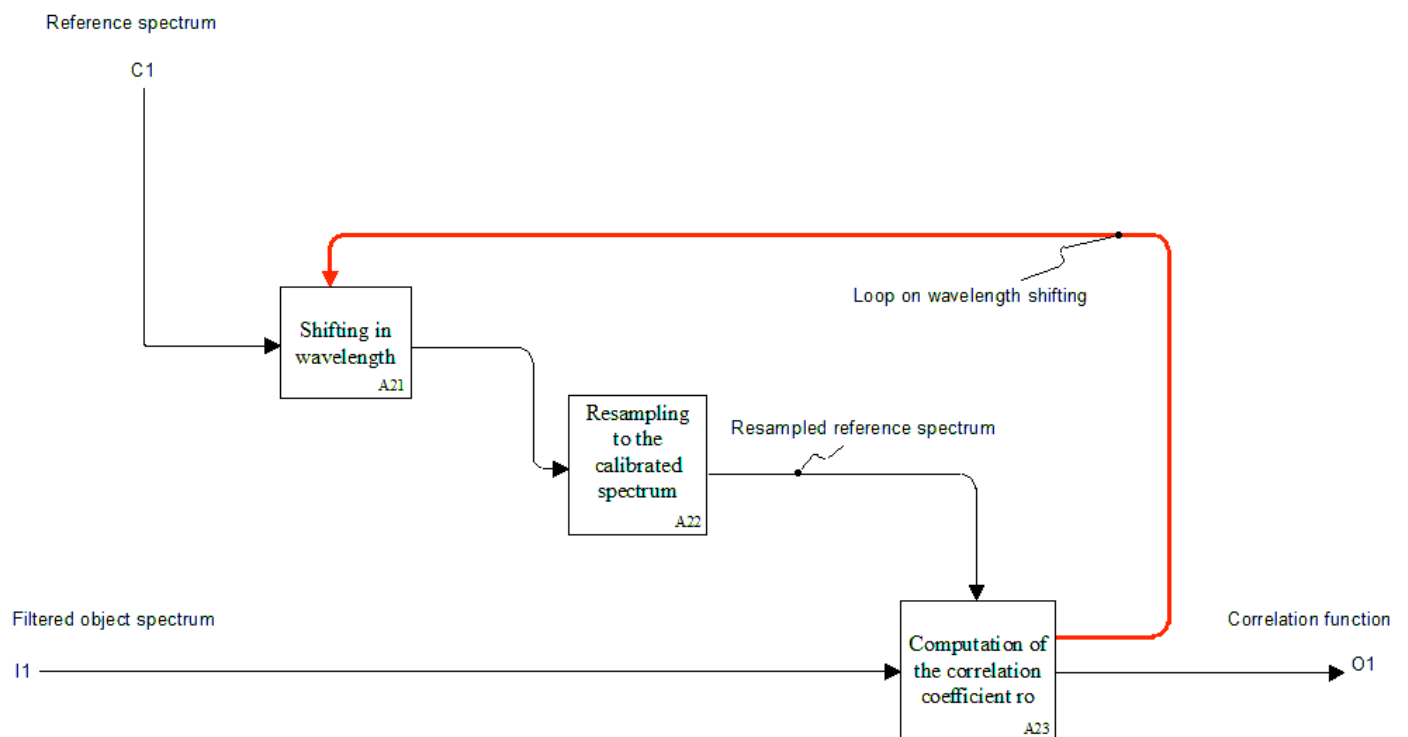 Reference spectrum
C1
Loop on wavelength shifting
Shifting in
wavelength
A21
Resampling
to the
calibrated
spectrum
A22
Resampled reference spectrum
Filtered object spectrum
I1
Computation of
the correlation
coefficient ro
A23
Correlation function
O1